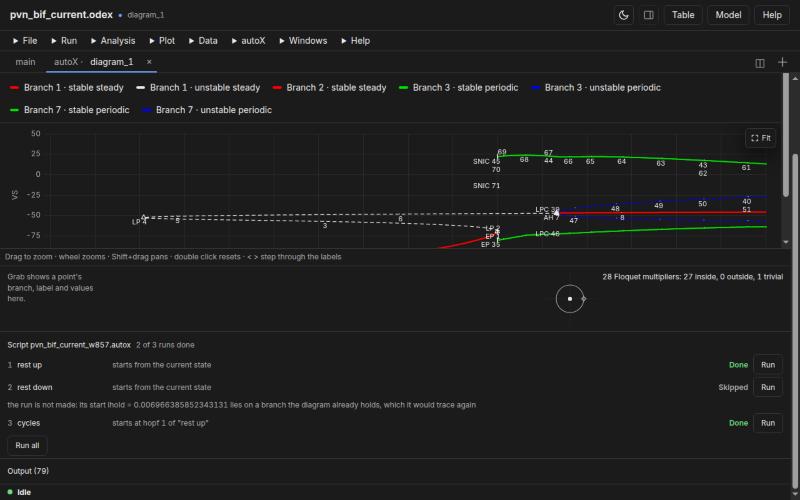 pvn_bif_current.odex • diagram_1
Table Model Help
File Run Analysis Plot Data autoX Windows Help
main autoX · diagram_1 ×
Branch 1 · stable steady Branch 1 · unstable steady Branch 2 · stable steady Branch 3 · stable periodic Branch 3 · unstable periodic
Branch 7 · stable periodic Branch 7 · unstable periodic
Fit
50
25
0
−25
−50
−75
VS
SNIC 45
69
70
68
67
44
66
65
64
63
43
62
61
SNIC 71
LPC 39
AH 7
47
48
49
50
40
51
8
LP 4
5
3
6
LP 2
EP 35
LPC 46
Drag to zoom · wheel zooms · Shift+drag pans · double click resets · < > step through the labels
Grab shows a point's
branch, label and values
here.
28 Floquet multipliers: 27 inside, 0 outside, 1 trivial
Script pvn_bif_current_w857.autox 2 of 3 runs done
1 rest up starts from the current state Done Run
2 rest down starts from the current state Skipped Run
the run is not made: its start Ihold = 0.006966385852343131 lies on a branch the diagram already holds, which it would trace again
3 cycles starts at hopf 1 of "rest up" Done Run
Run all
Output (79)
Idle